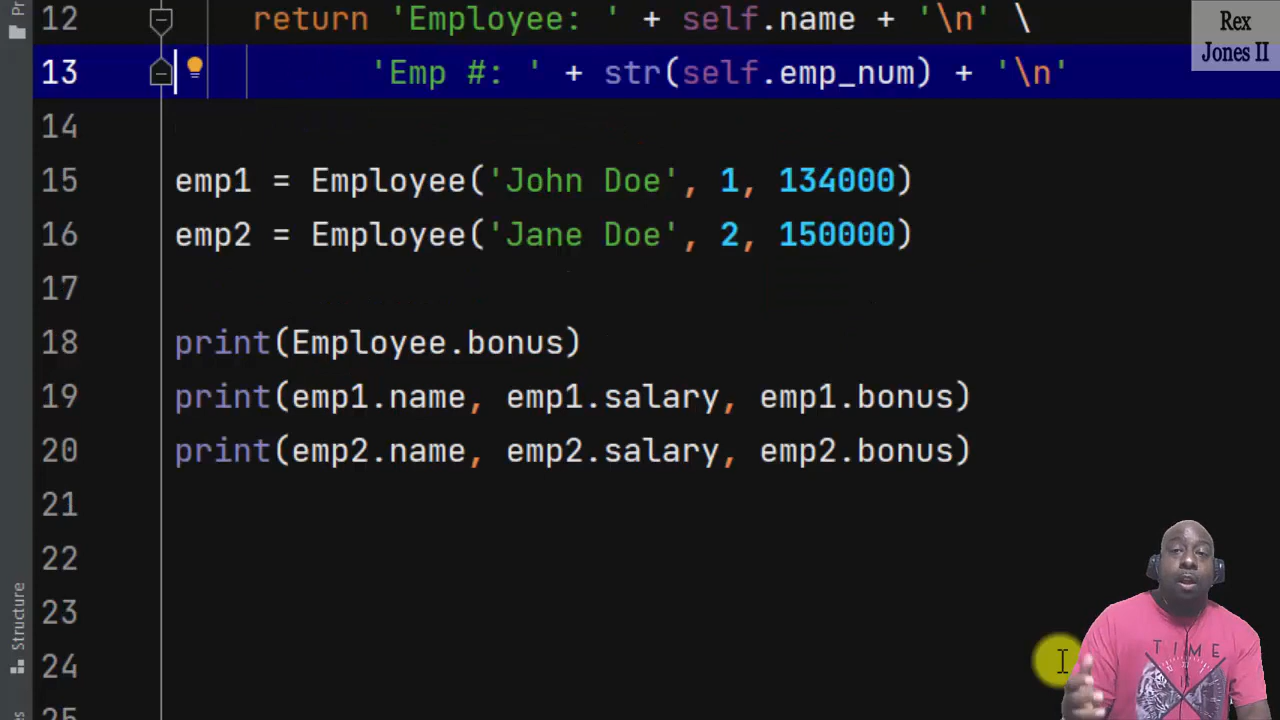 12 return 'Employee: ' + self.name + '\n' \
13 'Emp #: ' + str(self.emp_num) + '\n'
14
15 emp1 = Employee('John Doe', 1, 134000)
16 emp2 = Employee('Jane Doe', 2, 150000)
17
18 print(Employee.bonus)
19 print(emp1.name, emp1.salary, emp1.bonus)
20 print(emp2.name, emp2.salary, emp2.bonus)
21
22
23
24
25
Rex
Jones II
Structure
TIME